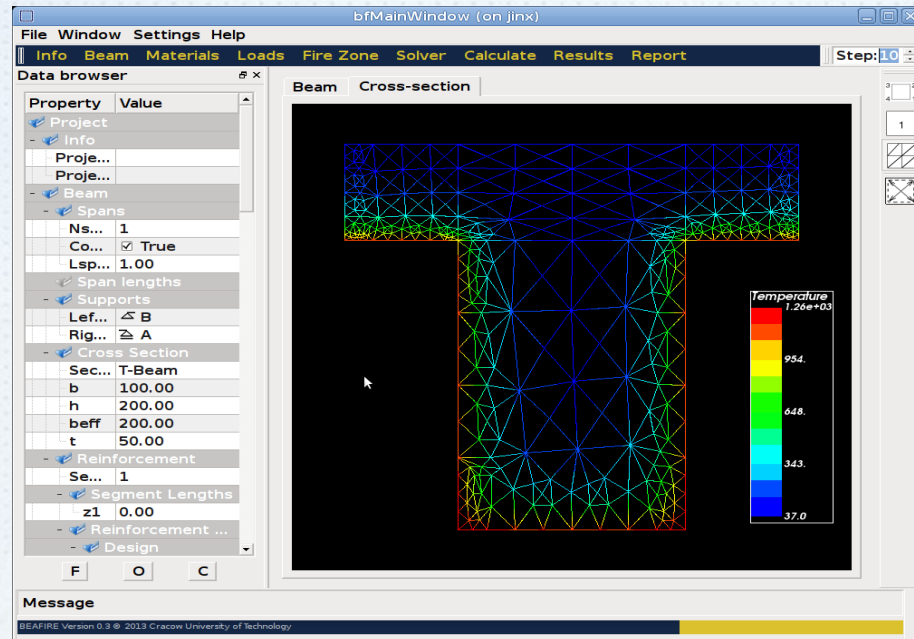 bfMainWindow (on jinx)
File Window Settings Help
Info Beam Materials Loads Fire Zone Solver Calculate Results Report Step: 10
Data browser
Beam Cross-section
Property Value
Project
Info
Proje...
Proje...
Beam
Spans
Ns... 1
Co... True
Lsp... 1.00
Span lengths
Supports
Lef... B
Rig... A
Cross Section
Sec... T-Beam
b 100.00
h 200.00
beff 200.00
t 50.00
Reinforcement
Se... 1
Segment Lengths
z1 0.00
Reinforcement ...
Design
F O C
Temperature
1.26e+03
954.
648.
343.
37.0
1
Message
BEAFIRE Version 0.3 © 2013 Cracow University of Technology